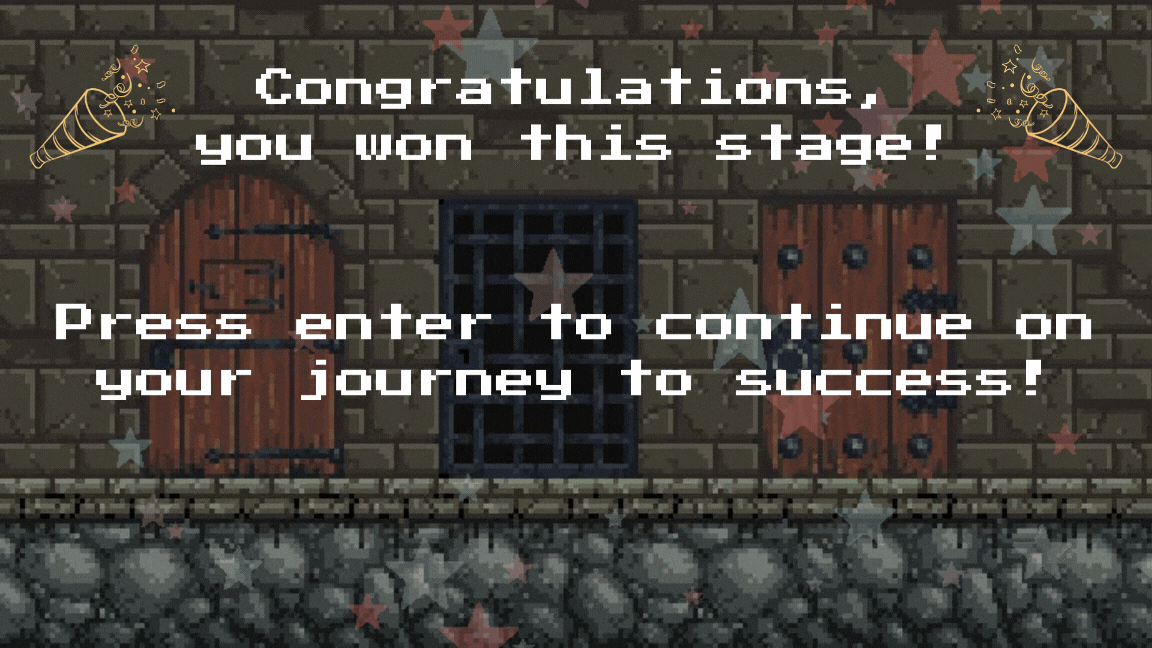 Congratulations,
you won this stage!
Press enter to continue on
your journey to success!